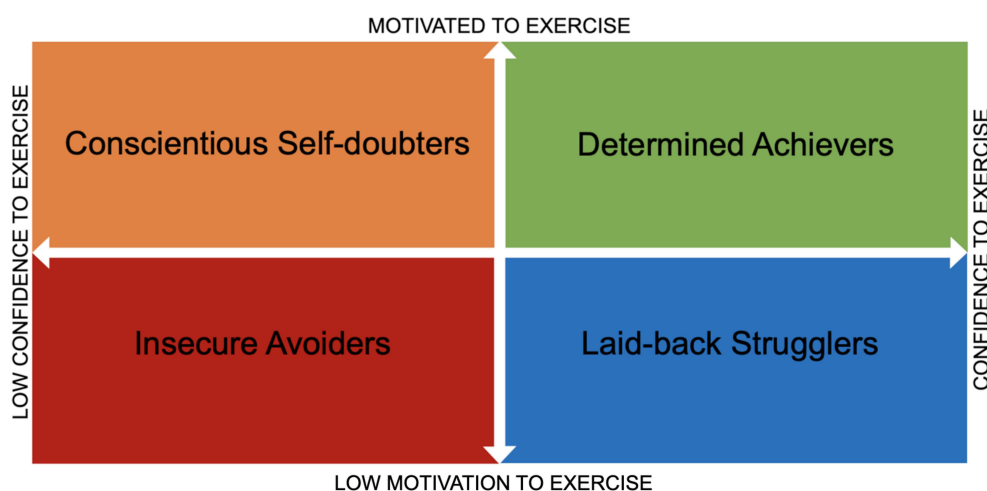 MOTIVATED TO EXERCISE
LOW CONFIDENCE TO EXERCISE
Conscientious Self-doubters
Determined Achievers
CONFIDENCE TO EXERCISE
Insecure Avoiders
Laid-back Strugglers
LOW MOTIVATION TO EXERCISE